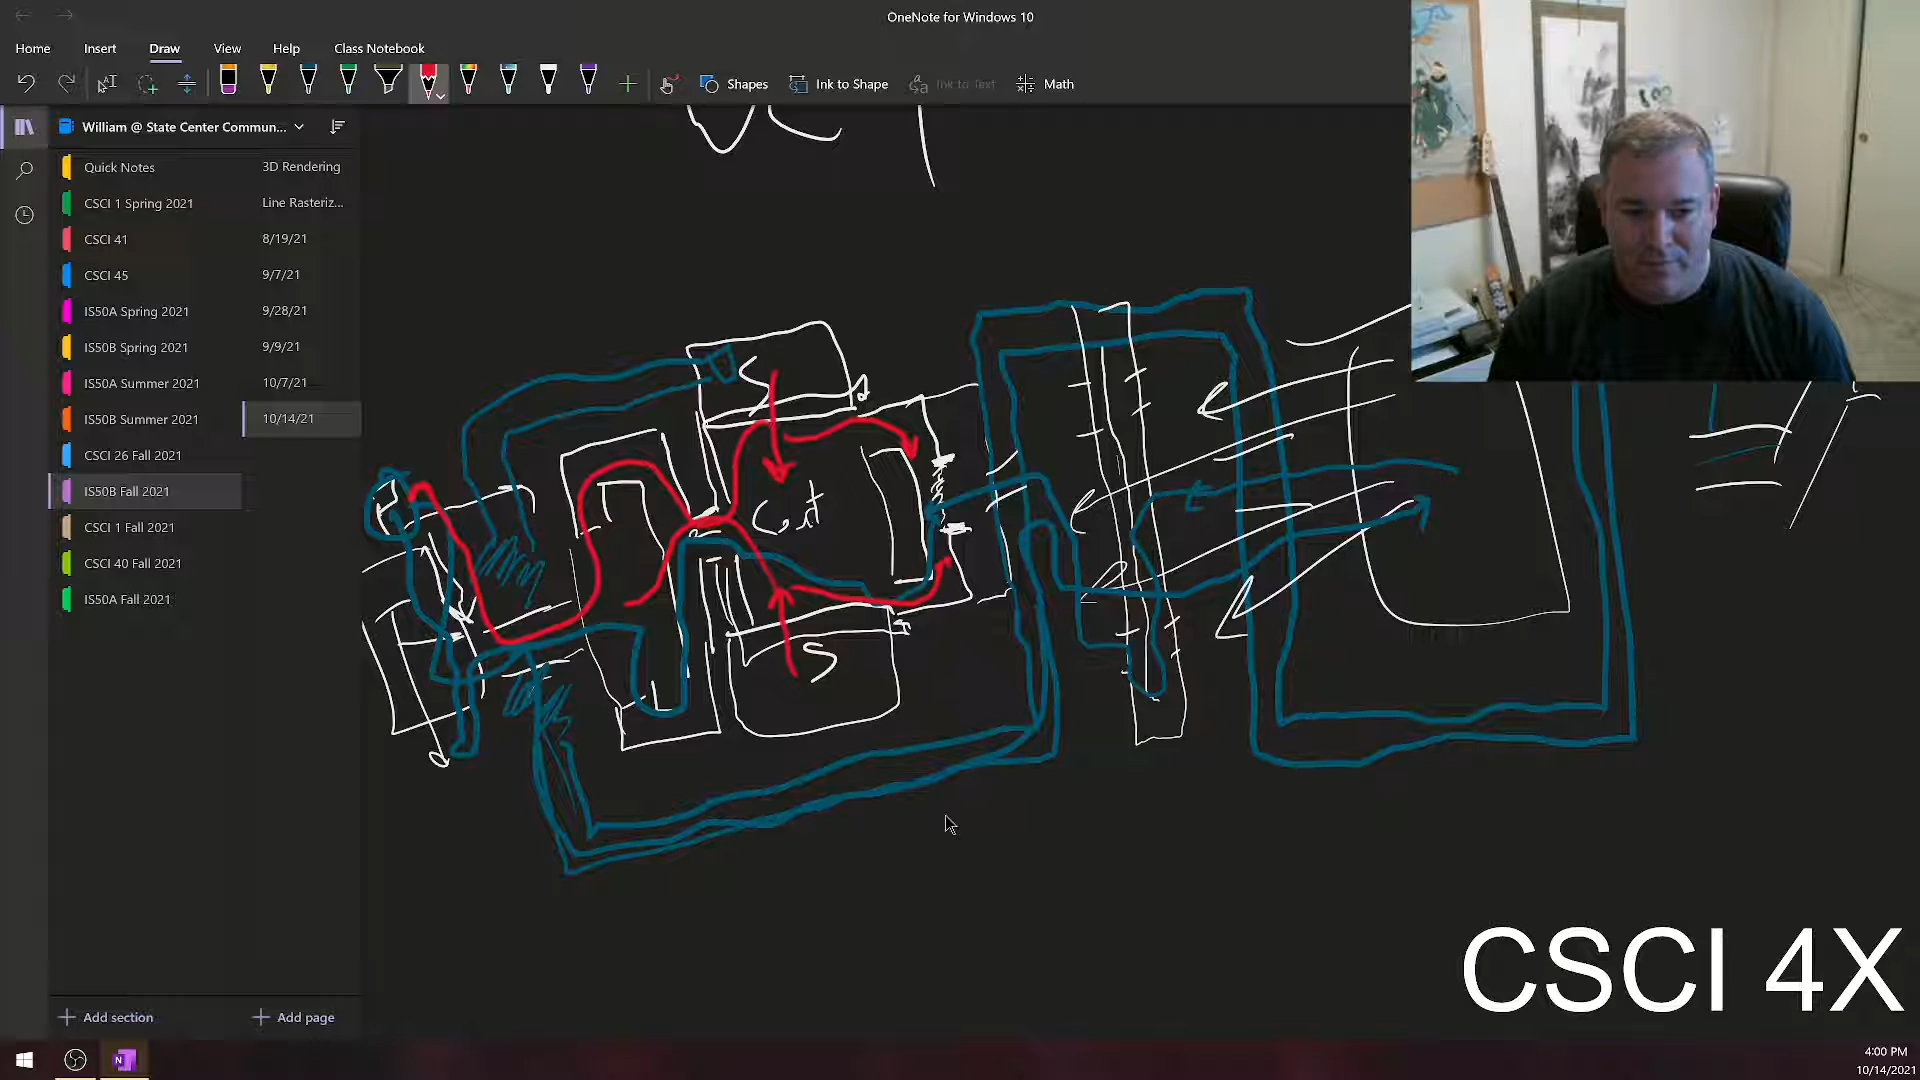 OneNote for Windows 10
Home Insert Draw View Help Class Notebook
Shapes Ink to Shape Ink to Text Math
William @ State Center Commun...
Quick Notes
CSCI 1 Spring 2021
CSCI 41
CSCI 45
IS50A Spring 2021
IS50B Spring 2021
IS50A Summer 2021
IS50B Summer 2021
CSCI 26 Fall 2021
IS50B Fall 2021
CSCI 1 Fall 2021
CSCI 40 Fall 2021
IS50A Fall 2021
3D Rendering
Line Rasteriz...
8/19/21
9/7/21
9/28/21
9/9/21
10/7/21
10/14/21
S
S
CSCI 4X
Add section Add page
4:00 PM
10/14/2021